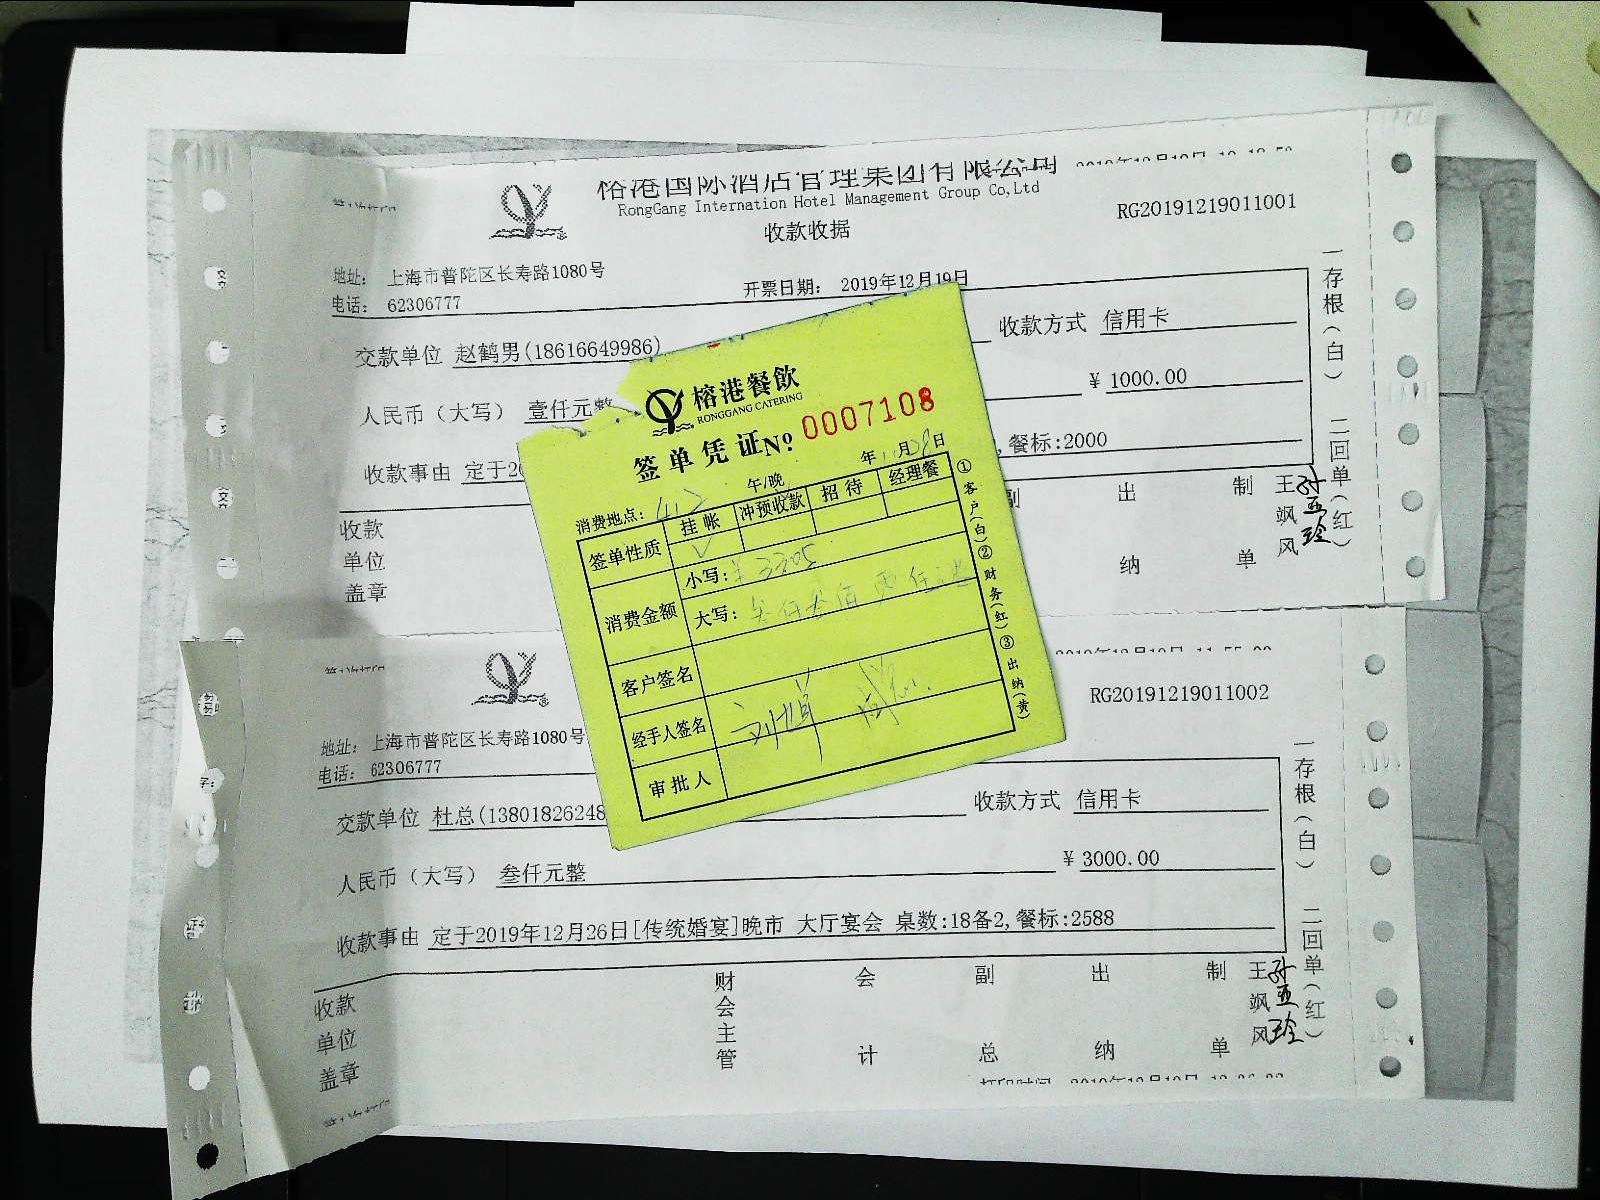 榕港国际酒店管理集团有限公司
RongGang Internation Hotel Management Group Co,Ltd
RG20191219011001
收款收据
地址： 上海市普陀区长寿路1080号
电话： 62306777
开票日期： 2019年12月19日
交款单位 赵鹤男(18616649986)
收款方式 信用卡
人民币（大写） 壹仟元整
¥ 1000.00
收款事由 定于20
,餐标:2000
收款
单位
盖章
副
出纳
制单
王飒风
孙亚玲
一存根（白） 二回单（红）
榕港餐飲
RONGGANG CATERING
签单凭证№. 0007108
年 月28日
午/晚
消费地点:
签单性质 挂帐 冲预收款 招待 经理餐
√
消费金额 小写:¥ 3305
大写:
客户签名
经手人签名
审批人
①客户(白)②财务(红)③出纳(黄)
RG20191219011002
地址： 上海市普陀区长寿路1080号
电话： 62306777
交款单位 杜总(13801826248
收款方式 信用卡
人民币（大写） 叁仟元整
¥ 3000.00
收款事由 定于2019年12月26日[传统婚宴]晚市 大厅宴会 桌数:18备2,餐标:2588
收款
单位
盖章
财会主管
会计
副总
出纳
制单
王飒风
孙亚玲
一存根（白） 二回单（红）